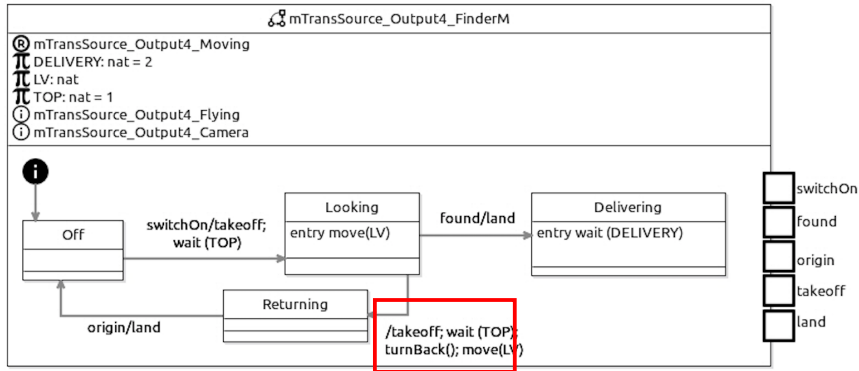 mTransSource_Output4_FinderM
R mTransSource_Output4_Moving
π DELIVERY: nat = 2
π LV: nat
π TOP: nat = 1
i mTransSource_Output4_Flying
i mTransSource_Output4_Camera
i
Off
switchOn/takeoff;
wait (TOP)
Looking
entry move(LV)
found/land
Delivering
entry wait (DELIVERY)
Returning
origin/land
/takeoff; wait (TOP);
turnBack(); move(LV)
switchOn
found
origin
takeoff
land